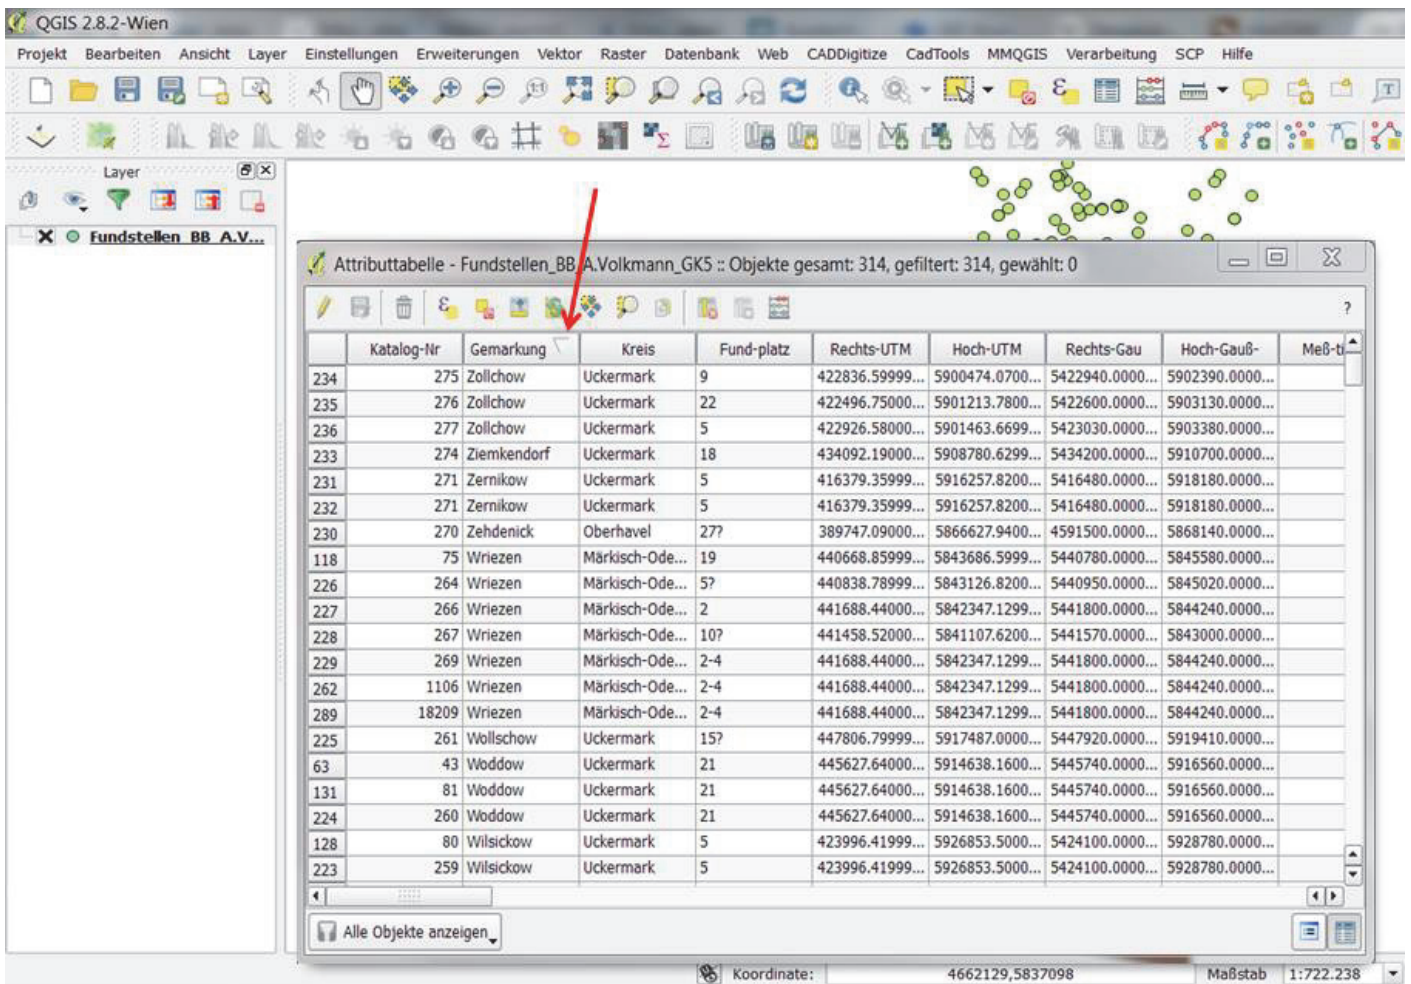 QGIS 2.8.2-Wien
Projekt Bearbeiten Ansicht Layer Einstellungen Erweiterungen Vektor Raster Datenbank Web CADDigitize CadTools MMQGIS Verarbeitung SCP Hilfe
Layer
Fundstellen BB A.V...
Attributtabelle - Fundstellen_BB_A.Volkmann_GK5 :: Objekte gesamt: 314, gefiltert: 314, gewählt: 0
?
Katalog-Nr Gemarkung Kreis Fund-platz Rechts-UTM Hoch-UTM Rechts-Gau Hoch-Gauß- Meß-ti
234 275 Zollchow Uckermark 9 422836.59999... 5900474.0700... 5422940.0000... 5902390.0000...
235 276 Zollchow Uckermark 22 422496.75000... 5901213.7800... 5422600.0000... 5903130.0000...
236 277 Zollchow Uckermark 5 422926.58000... 5901463.6699... 5423030.0000... 5903380.0000...
233 274 Ziemkendorf Uckermark 18 434092.19000... 5908780.6299... 5434200.0000... 5910700.0000...
231 271 Zernikow Uckermark 5 416379.35999... 5916257.8200... 5416480.0000... 5918180.0000...
232 271 Zernikow Uckermark 5 416379.35999... 5916257.8200... 5416480.0000... 5918180.0000...
230 270 Zehdenick Oberhavel 27? 389747.09000... 5866627.9400... 4591500.0000... 5868140.0000...
118 75 Wriezen Märkisch-Ode... 19 440668.85999... 5843686.5999... 5440780.0000... 5845580.0000...
226 264 Wriezen Märkisch-Ode... 5? 440838.78999... 5843126.8200... 5440950.0000... 5845020.0000...
227 266 Wriezen Märkisch-Ode... 2 441688.44000... 5842347.1299... 5441800.0000... 5844240.0000...
228 267 Wriezen Märkisch-Ode... 10? 441458.52000... 5841107.6200... 5441570.0000... 5843000.0000...
229 269 Wriezen Märkisch-Ode... 2-4 441688.44000... 5842347.1299... 5441800.0000... 5844240.0000...
262 1106 Wriezen Märkisch-Ode... 2-4 441688.44000... 5842347.1299... 5441800.0000... 5844240.0000...
289 18209 Wriezen Märkisch-Ode... 2-4 441688.44000... 5842347.1299... 5441800.0000... 5844240.0000...
225 261 Wollschow Uckermark 15? 447806.79999... 5917487.0000... 5447920.0000... 5919410.0000...
63 43 Woddow Uckermark 21 445627.64000... 5914638.1600... 5445740.0000... 5916560.0000...
131 81 Woddow Uckermark 21 445627.64000... 5914638.1600... 5445740.0000... 5916560.0000...
224 260 Woddow Uckermark 21 445627.64000... 5914638.1600... 5445740.0000... 5916560.0000...
128 80 Wilsickow Uckermark 5 423996.41999... 5926853.5000... 5424100.0000... 5928780.0000...
223 259 Wilsickow Uckermark 5 423996.41999... 5926853.5000... 5424100.0000... 5928780.0000...
Alle Objekte anzeigen
Koordinate: 4662129,5837098 Maßstab 1:722.238